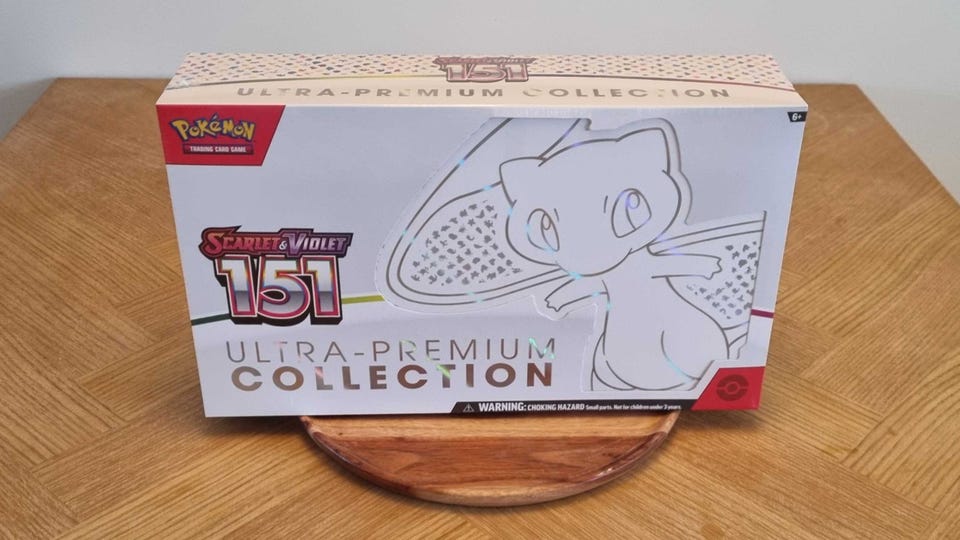 151
ULTRA-PREMIUM COLLECTION
6+
POKéMON
TRADING CARD GAME
SCARLET & VIOLET
151
ULTRA-PREMIUM
COLLECTION
WARNING: CHOKING HAZARD Small parts. Not for children under 3 years.